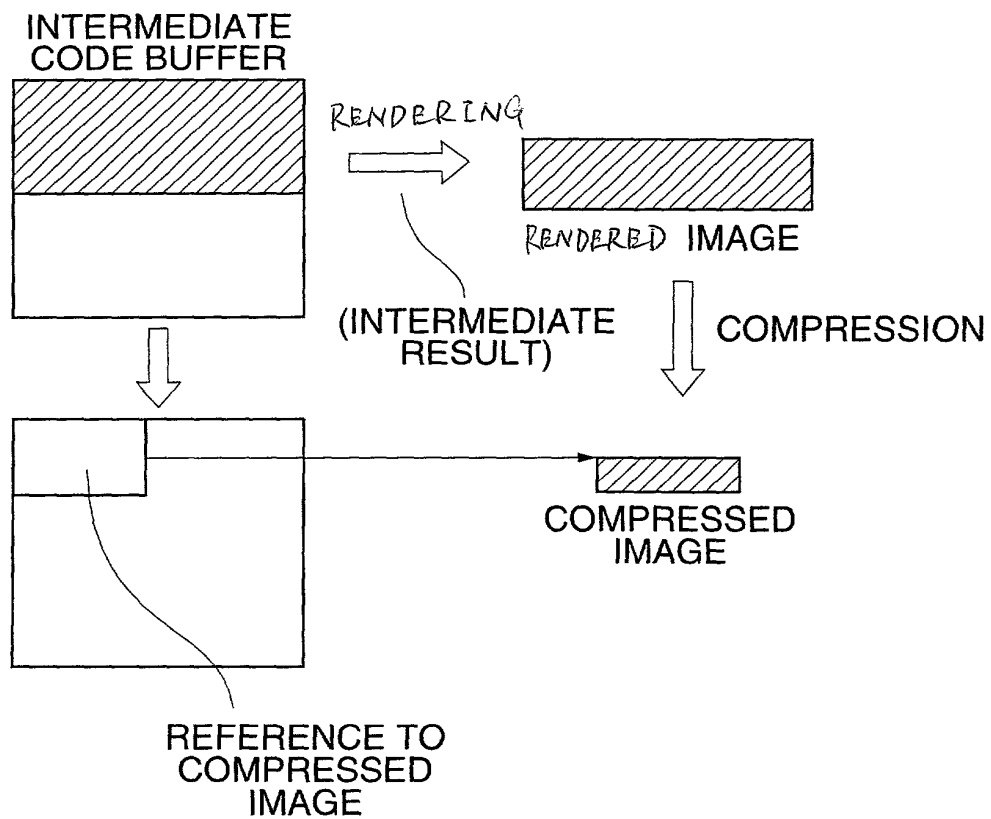 INTERMEDIATE
CODE BUFFER
RENDERING
RENDERED IMAGE
(INTERMEDIATE
RESULT)
COMPRESSION
COMPRESSED
IMAGE
REFERENCE TO
COMPRESSED
IMAGE